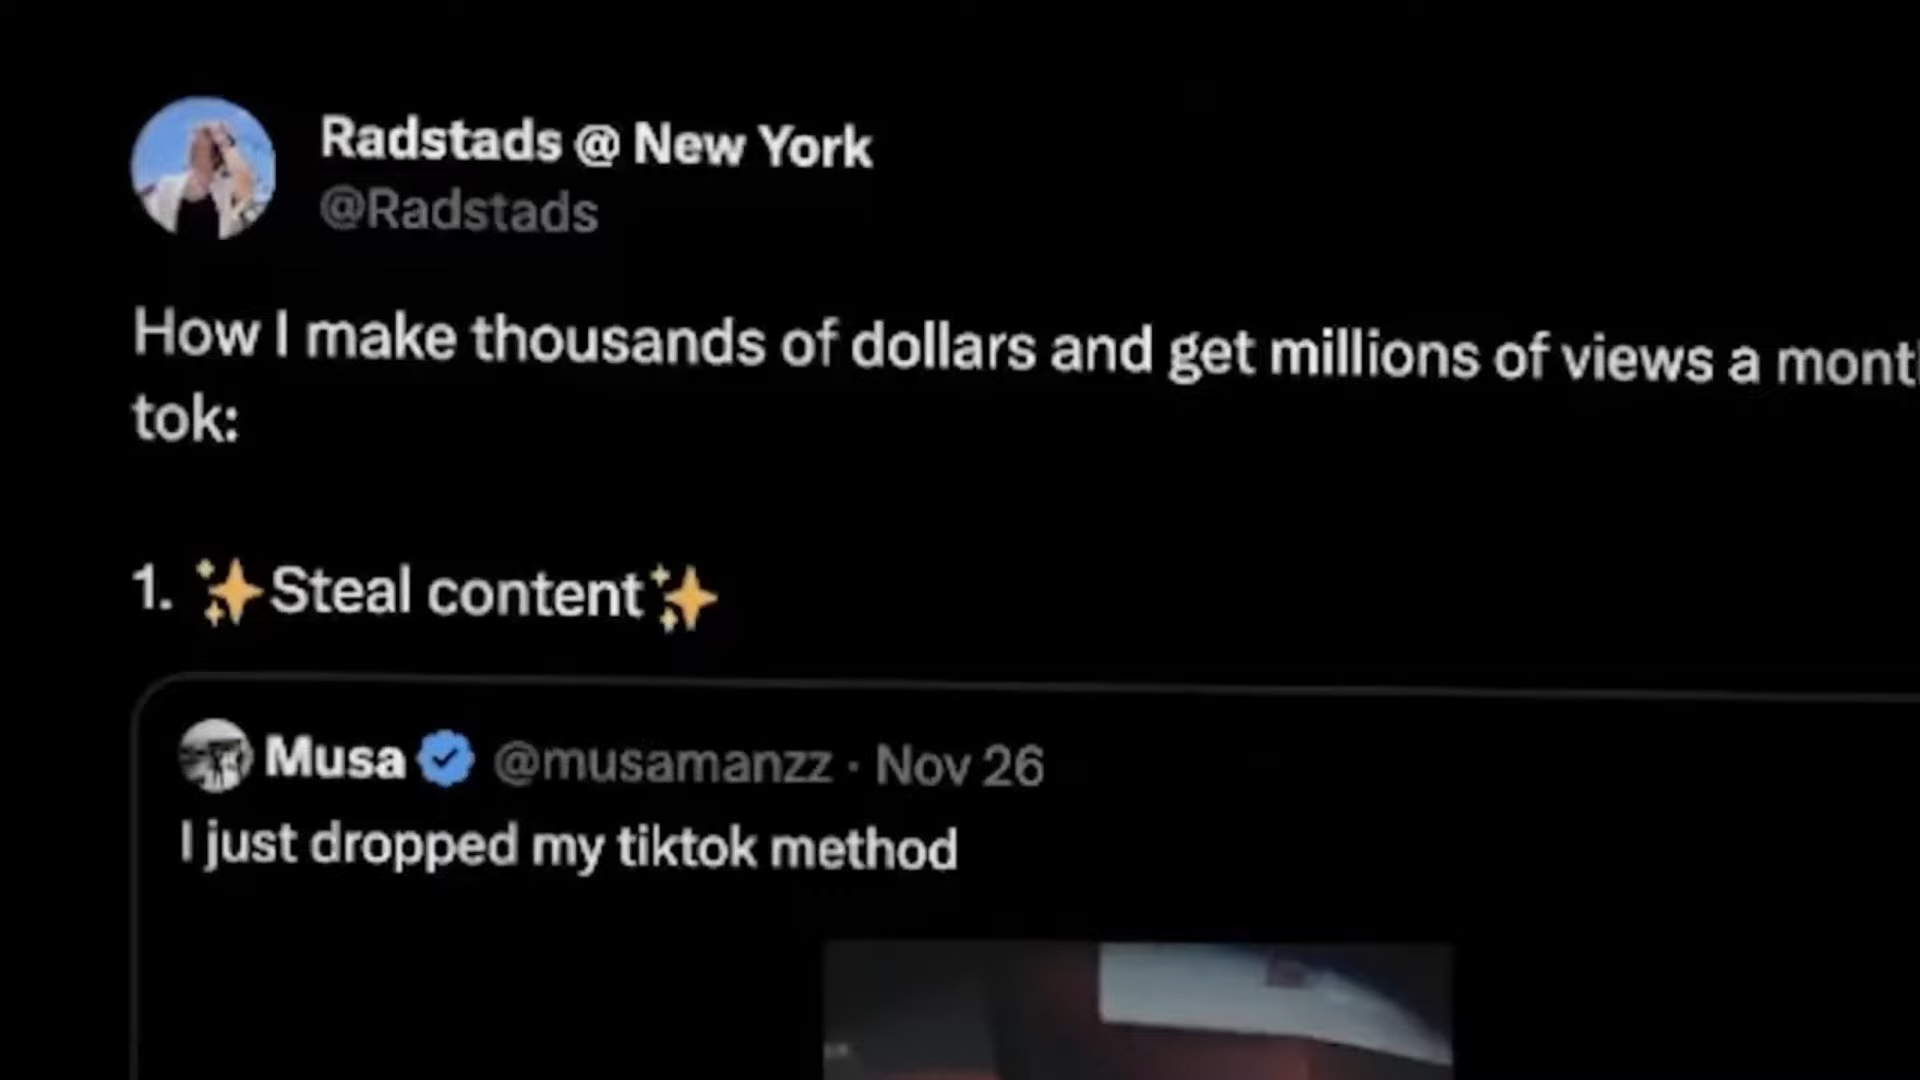 Radstads @ New York
@Radstads
How I make thousands of dollars and get millions of views a mont
tok:
1. ✨Steal content✨
Musa @musamanzz · Nov 26
I just dropped my tiktok method